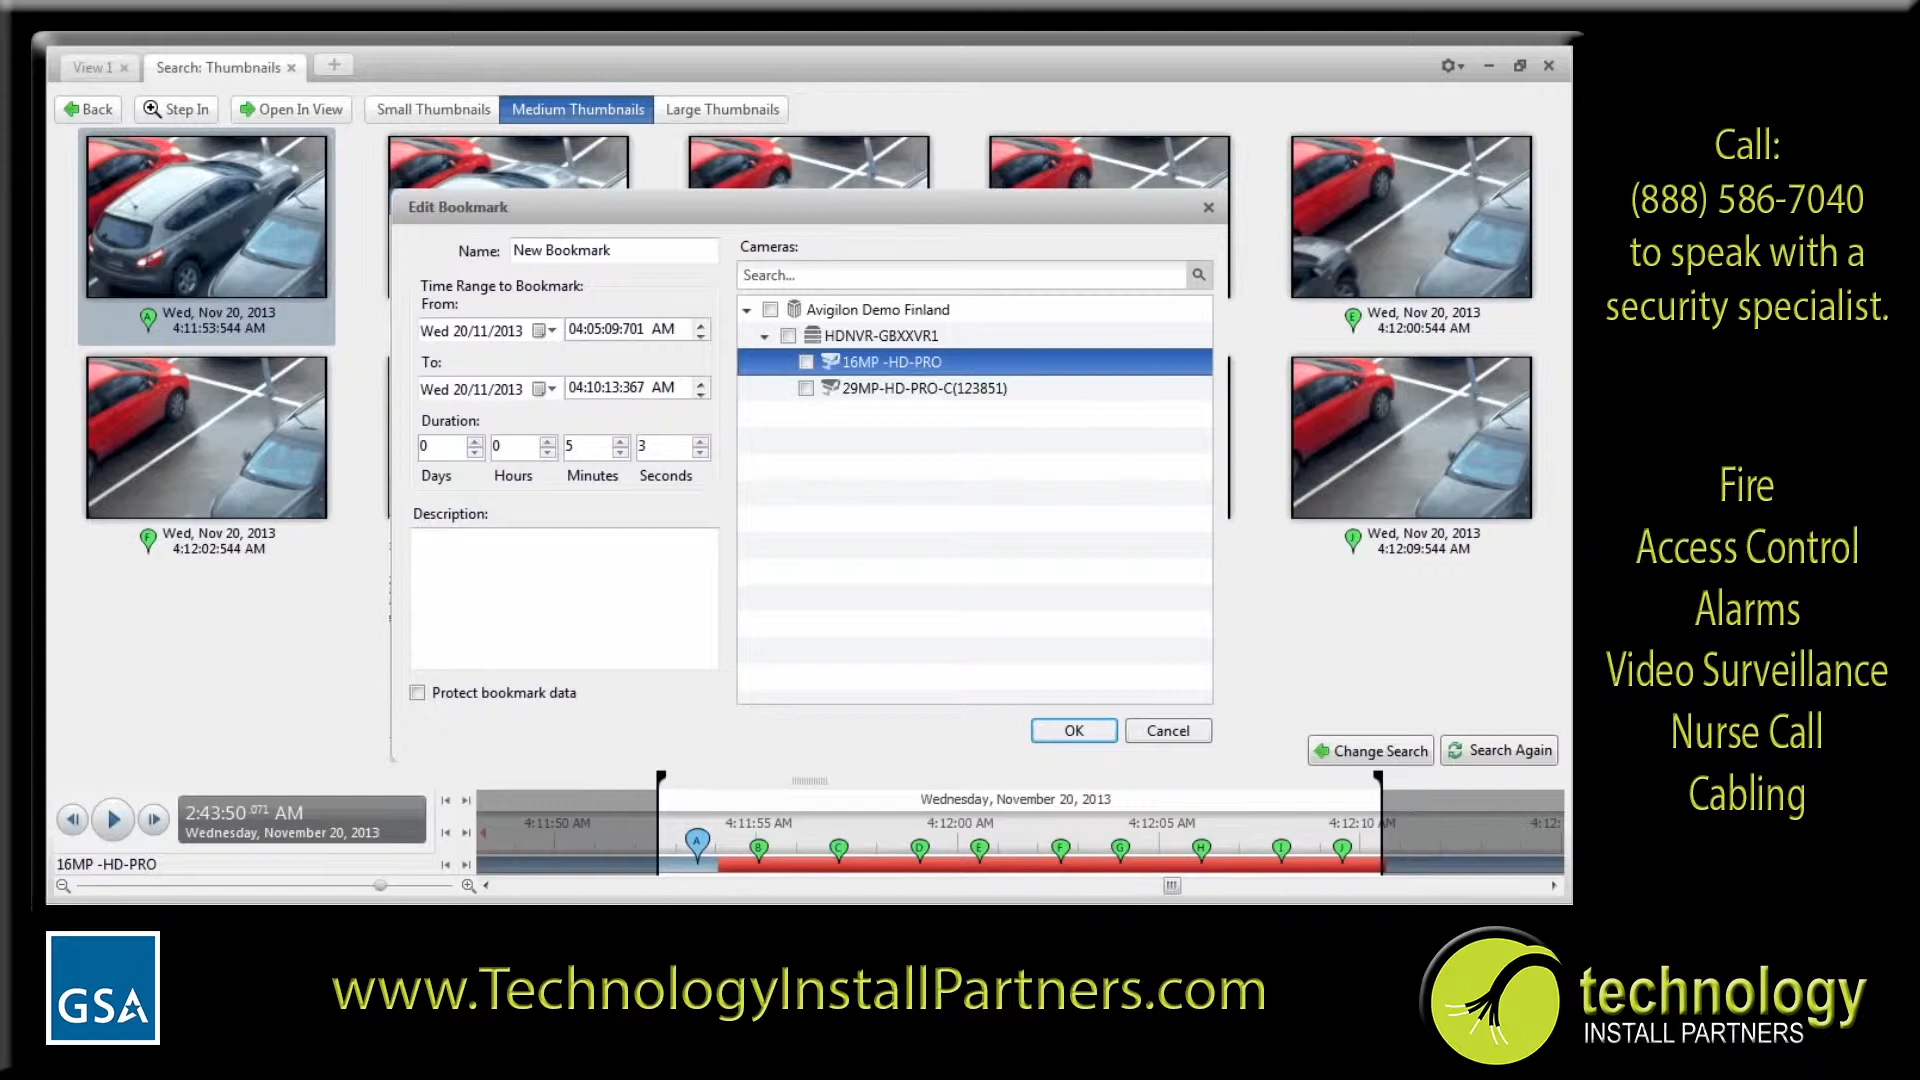 View 1
Search: Thumbnails
Back
Step In
Open In View
Small Thumbnails
Medium Thumbnails
Large Thumbnails
A
Wed, Nov 20, 2013
4:11:53:544 AM
E
Wed, Nov 20, 2013
4:12:00:544 AM
F
Wed, Nov 20, 2013
4:12:02:544 AM
J
Wed, Nov 20, 2013
4:12:09:544 AM
Edit Bookmark
Name: New Bookmark
Time Range to Bookmark:
From:
Wed 20/11/2013 04:05:09:701 AM
To:
Wed 20/11/2013 04:10:13:367 AM
Duration:
0 0 5 3
Days Hours Minutes Seconds
Description:
Protect bookmark data
Cameras:
Search...
Avigilon Demo Finland
HDNVR-GBXXVR1
16MP -HD-PRO
29MP-HD-PRO-C(123851)
OK
Cancel
Change Search
Search Again
2:43:50.071 AM
Wednesday, November 20, 2013
16MP -HD-PRO
Wednesday, November 20, 2013
4:11:50 AM 4:11:55 AM 4:12:00 AM 4:12:05 AM 4:12:10 AM 4:12:
A B C D E F G H I J
Call:
(888) 586-7040
to speak with a
security specialist.
Fire
Access Control
Alarms
Video Surveillance
Nurse Call
Cabling
GSA
www.TechnologyInstallPartners.com
technology
INSTALL PARTNERS